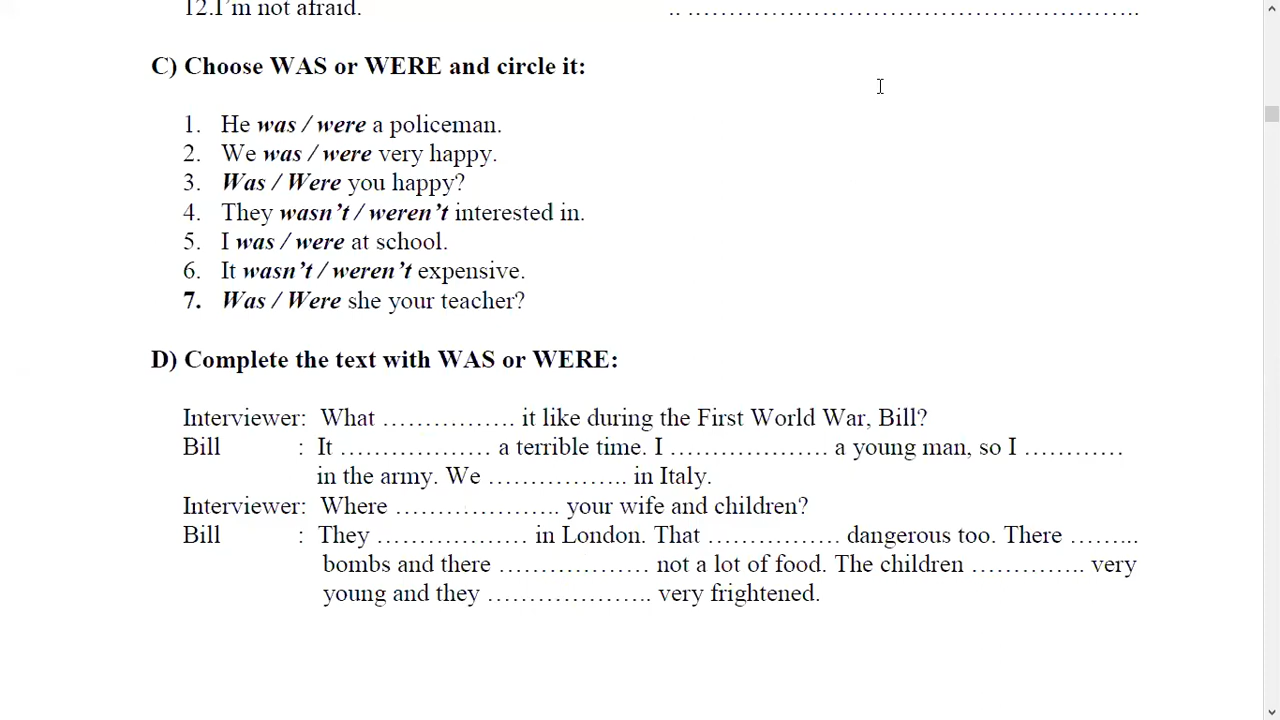 12.I'm not afraid. .. ……………………………………………….
C) Choose WAS or WERE and circle it:
1. He was / were a policeman.
2. We was / were very happy.
3. Was / Were you happy?
4. They wasn't / weren't interested in.
5. I was / were at school.
6. It wasn't / weren't expensive.
7. Was / Were she your teacher?
D) Complete the text with WAS or WERE:
Interviewer: What ……………. it like during the First World War, Bill?
Bill : It ………………. a terrible time. I ………………. a young man, so I …………
in the army. We …………….. in Italy.
Interviewer: Where ……………….. your wife and children?
Bill : They ……………… in London. That ……………. dangerous too. There ……..
bombs and there ……………… not a lot of food. The children ………….. very
young and they ……………….. very frightened.